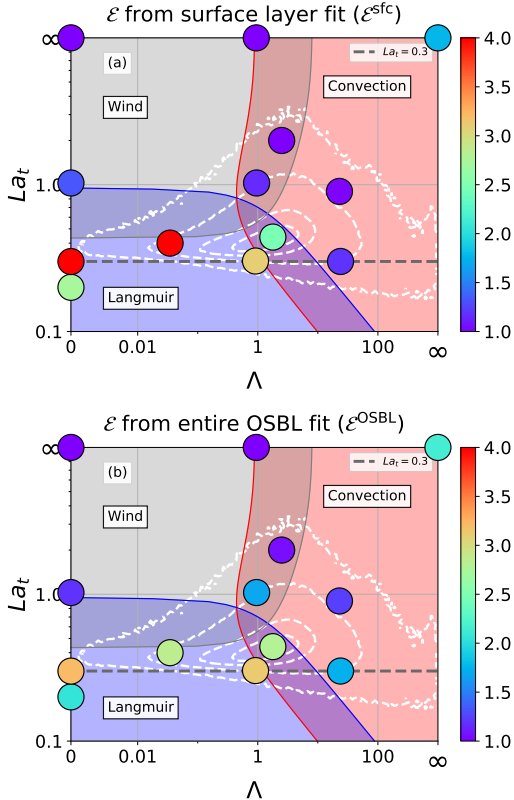 ℰ from surface layer fit (ℰ^sfc)
∞
(a)
La_t = 0.3
Convection
Wind
La_t
1.0
Langmuir
0.1
0
0.01
1
100
∞
Λ
4.0
3.5
3.0
2.5
2.0
1.5
1.0
ℰ from entire OSBL fit (ℰ^OSBL)
∞
(b)
La_t = 0.3
Convection
Wind
La_t
1.0
Langmuir
0.1
0
0.01
1
100
∞
Λ
4.0
3.5
3.0
2.5
2.0
1.5
1.0